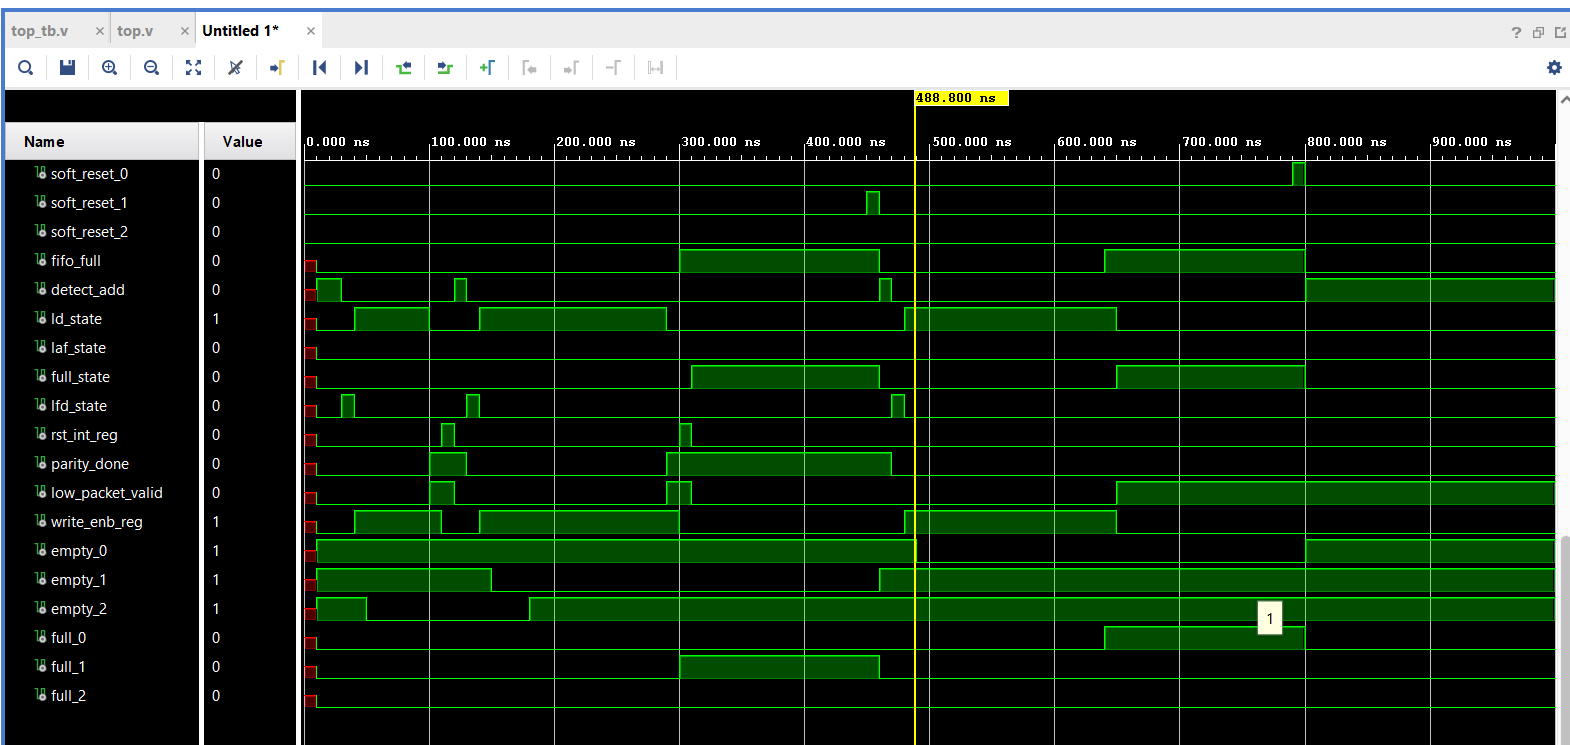 top_tb.v × top.v × Untitled 1* ×
488.800 ns
Name Value 0.000 ns 100.000 ns 200.000 ns 300.000 ns 400.000 ns 500.000 ns 600.000 ns 700.000 ns 800.000 ns 900.000 ns
soft_reset_0 0
soft_reset_1 0
soft_reset_2 0
fifo_full 0
detect_add 0
ld_state 1
laf_state 0
full_state 0
lfd_state 0
rst_int_reg 0
parity_done 0
low_packet_valid 0
write_enb_reg 1
empty_0 1
empty_1 1
empty_2 1
1
full_0 0
full_1 0
full_2 0